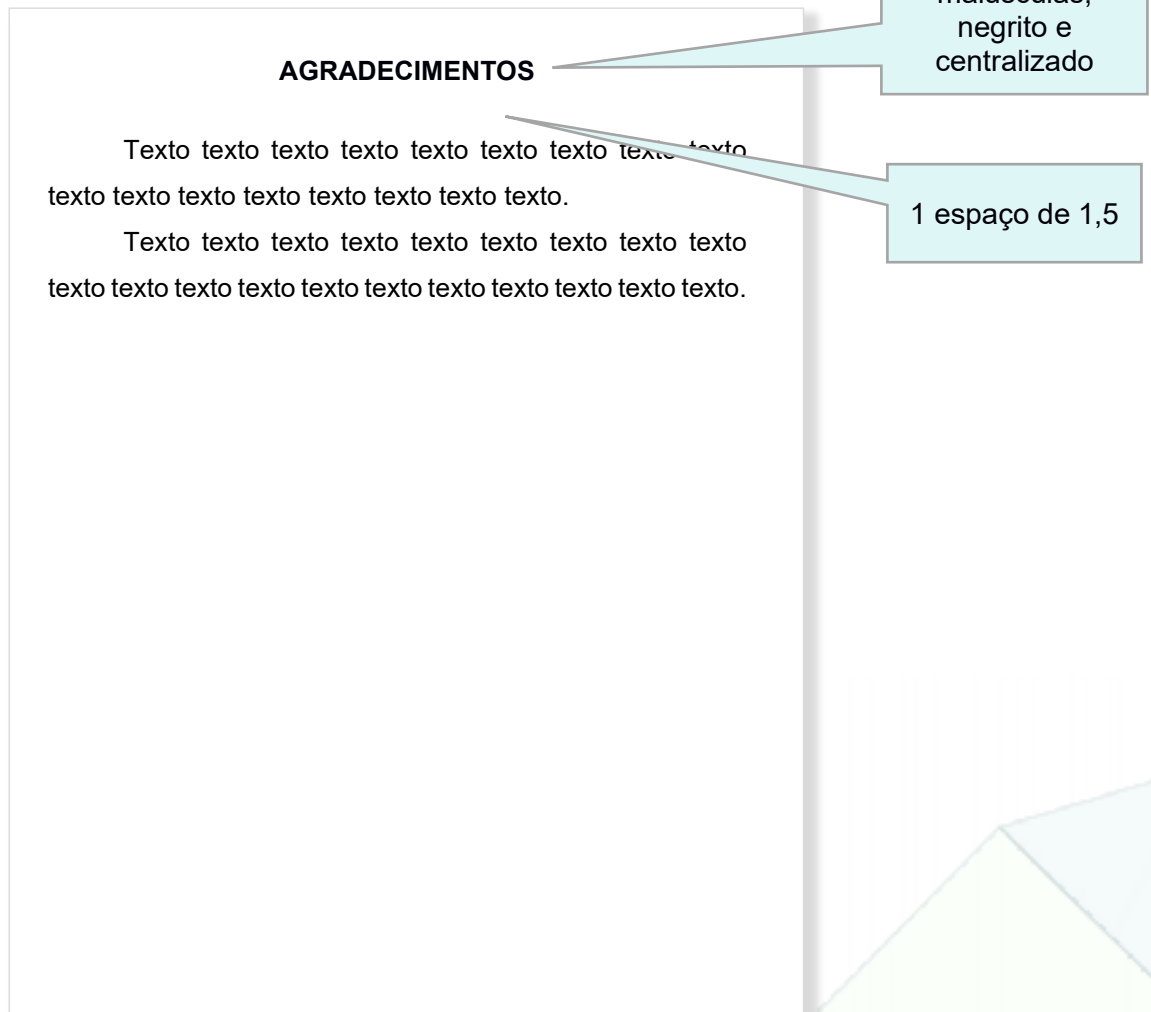 negrito e
centralizado
AGRADECIMENTOS
Texto texto texto texto texto texto texto texto texto
texto texto texto texto texto texto texto texto.
1 espaço de 1,5
Texto texto texto texto texto texto texto texto texto
texto texto texto texto texto texto texto texto texto texto texto.